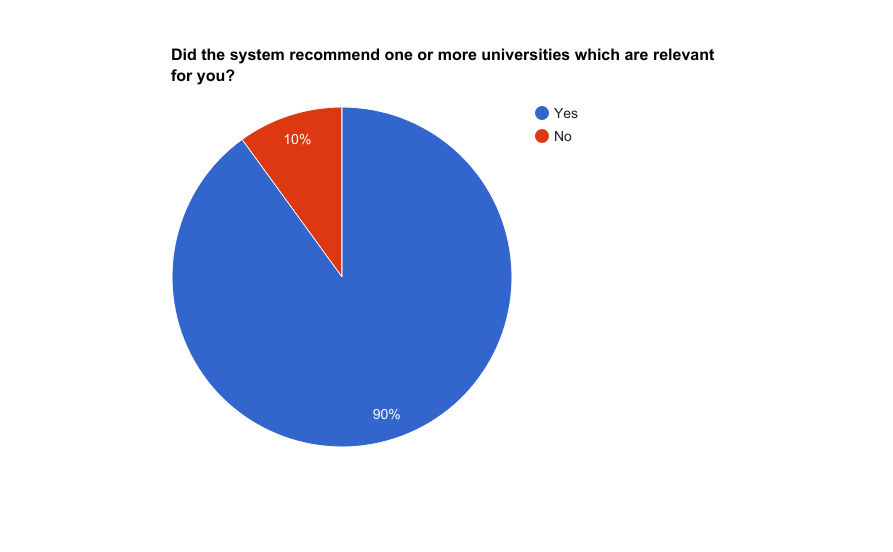 Did the system recommend one or more universities which are relevant
for you?
Yes
No
10%
90%